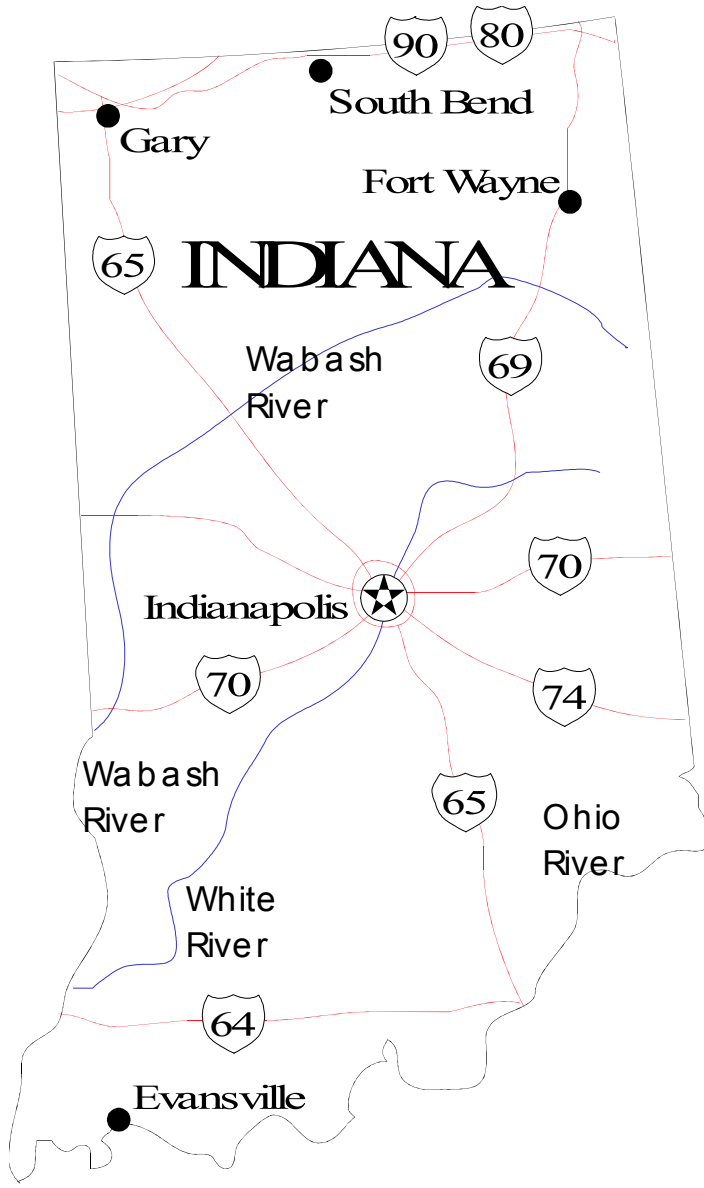 90
80
South Bend
Gary
Fort Wayne
65
INDIANA
Wabash
River
69
70
Indianapolis
70
74
Wabash
River
65
Ohio
River
White
River
64
Evansville